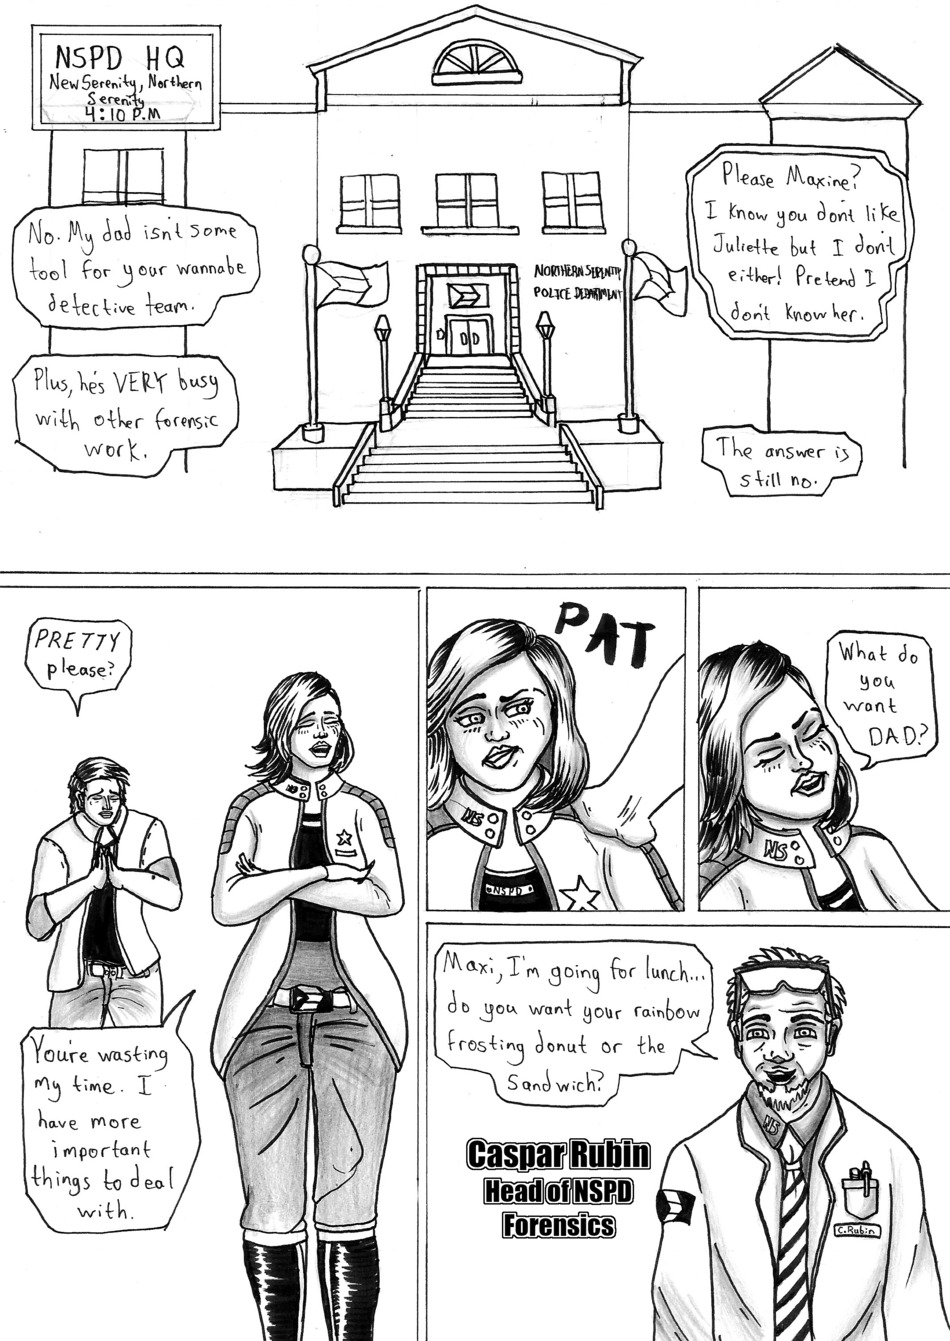 NSPD HQ
New Serenity, Northern
Serenity
4:10 P.M
No. My dad isn't some
tool for your wannabe
detective team.
Plus, he's VERY busy
with other forensic
work.
NORTHERN SERENITY
POLICE DEPARTMENT
Please Maxine?
I know you don't like
Juliette but I don't
either! Pretend I
don't know her.
The answer is
still no.
PRETTY
please?
You're wasting
my time. I
have more
important
things to deal
with.
PAT
NS
NSPD
What do
you
want
DAD?
NS
Maxi, I'm going for lunch...
do you want your rainbow
frosting donut or the
Sandwich?
Caspar Rubin
Head of NSPD
Forensics
NS
C.Rubin